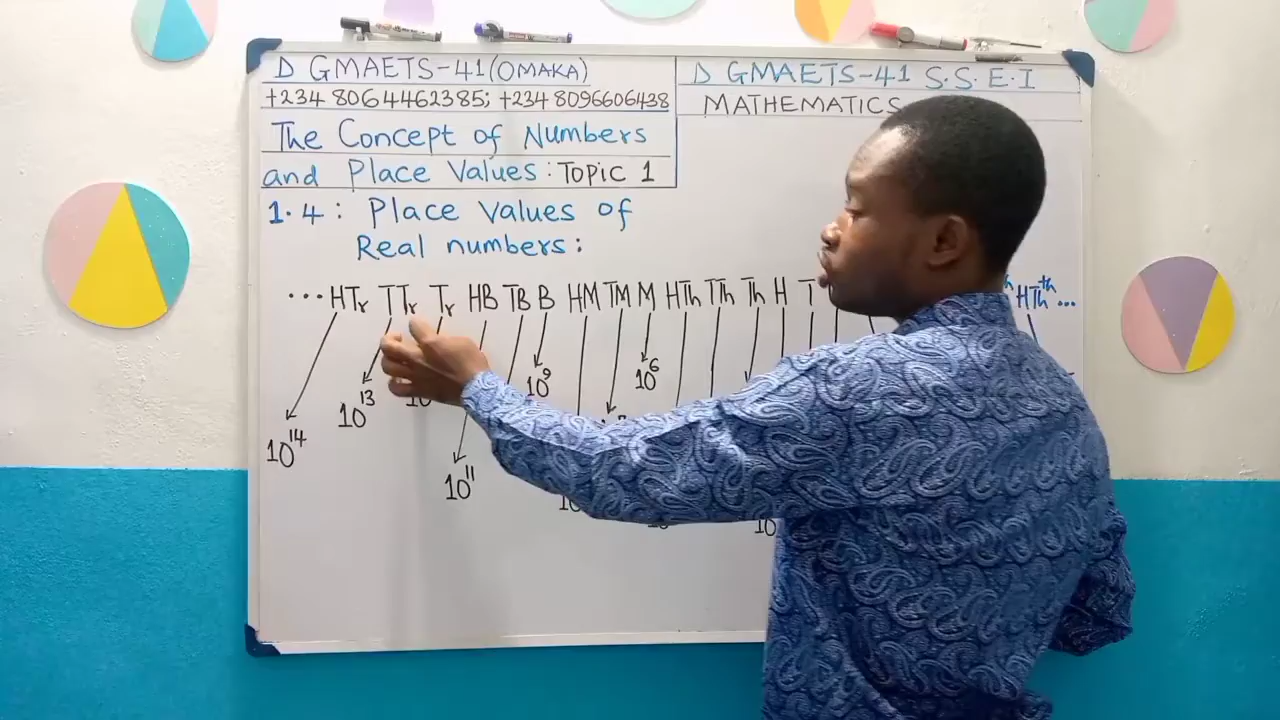 D GMAETS-41 (OMAKA)
+234 8064462385; +234 8096606438
The Concept of Numbers
and Place Values: TOPIC 1
D GMAETS-41 S.S.E.I
MATHEMATICS
1.4: Place Values of
Real numbers:
... HTr TTr Tr HB TB B HM TM M HTh TTh Th H T HTh th ...
10^9 10^6
10^13
10^14
10^11